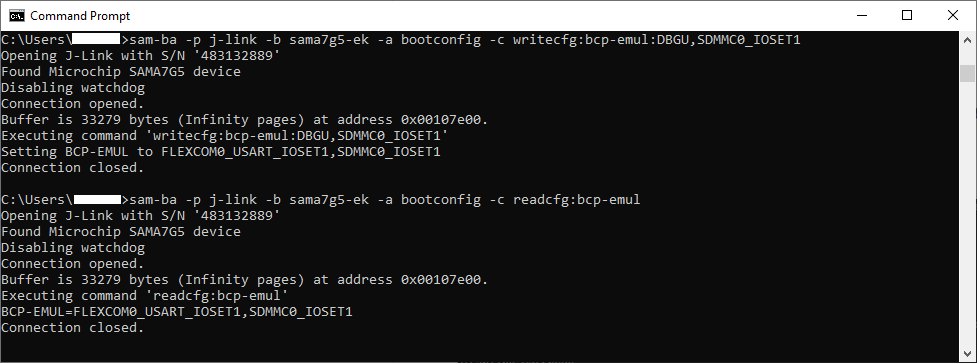 Command Prompt
C:\Users\ >sam-ba -p j-link -b sama7g5-ek -a bootconfig -c writecfg:bcp-emul:DBGU,SDMMC0_IOSET1
Opening J-Link with S/N '483132889'
Found Microchip SAMA7G5 device
Disabling watchdog
Connection opened.
Buffer is 33279 bytes (Infinity pages) at address 0x00107e00.
Executing command 'writecfg:bcp-emul:DBGU,SDMMC0_IOSET1'
Setting BCP-EMUL to FLEXCOM0_USART_IOSET1,SDMMC0_IOSET1
Connection closed.
C:\Users\ >sam-ba -p j-link -b sama7g5-ek -a bootconfig -c readcfg:bcp-emul
Opening J-Link with S/N '483132889'
Found Microchip SAMA7G5 device
Disabling watchdog
Connection opened.
Buffer is 33279 bytes (Infinity pages) at address 0x00107e00.
Executing command 'readcfg:bcp-emul'
BCP-EMUL=FLEXCOM0_USART_IOSET1,SDMMC0_IOSET1
Connection closed.